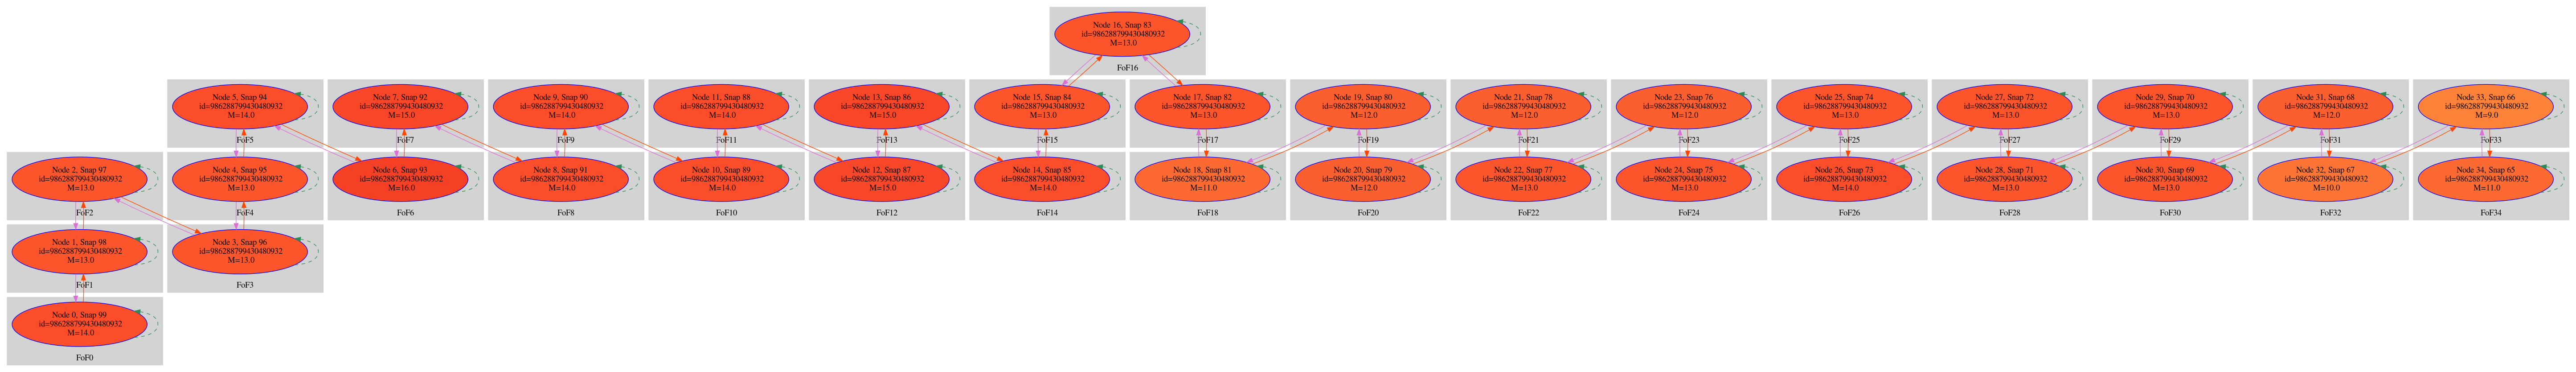 Node 16, Snap 83
id=986288799430480932
M=13.0
FoF16
Node 5, Snap 94
id=986288799430480932
M=14.0
FoF5
Node 7, Snap 92
id=986288799430480932
M=15.0
FoF7
Node 9, Snap 90
id=986288799430480932
M=14.0
FoF9
Node 11, Snap 88
id=986288799430480932
M=14.0
FoF11
Node 13, Snap 86
id=986288799430480932
M=15.0
FoF13
Node 15, Snap 84
id=986288799430480932
M=13.0
FoF15
Node 17, Snap 82
id=986288799430480932
M=13.0
FoF17
Node 19, Snap 80
id=986288799430480932
M=12.0
FoF19
Node 21, Snap 78
id=986288799430480932
M=12.0
FoF21
Node 23, Snap 76
id=986288799430480932
M=12.0
FoF23
Node 25, Snap 74
id=986288799430480932
M=13.0
FoF25
Node 27, Snap 72
id=986288799430480932
M=13.0
FoF27
Node 29, Snap 70
id=986288799430480932
M=13.0
FoF29
Node 31, Snap 68
id=986288799430480932
M=12.0
FoF31
Node 33, Snap 66
id=986288799430480932
M=9.0
FoF33
Node 2, Snap 97
id=986288799430480932
M=13.0
FoF2
Node 4, Snap 95
id=986288799430480932
M=13.0
FoF4
Node 6, Snap 93
id=986288799430480932
M=16.0
FoF6
Node 8, Snap 91
id=986288799430480932
M=14.0
FoF8
Node 10, Snap 89
id=986288799430480932
M=14.0
FoF10
Node 12, Snap 87
id=986288799430480932
M=15.0
FoF12
Node 14, Snap 85
id=986288799430480932
M=14.0
FoF14
Node 18, Snap 81
id=986288799430480932
M=11.0
FoF18
Node 20, Snap 79
id=986288799430480932
M=12.0
FoF20
Node 22, Snap 77
id=986288799430480932
M=13.0
FoF22
Node 24, Snap 75
id=986288799430480932
M=13.0
FoF24
Node 26, Snap 73
id=986288799430480932
M=14.0
FoF26
Node 28, Snap 71
id=986288799430480932
M=13.0
FoF28
Node 30, Snap 69
id=986288799430480932
M=13.0
FoF30
Node 32, Snap 67
id=986288799430480932
M=10.0
FoF32
Node 34, Snap 65
id=986288799430480932
M=11.0
FoF34
Node 1, Snap 98
id=986288799430480932
M=13.0
FoF1
Node 3, Snap 96
id=986288799430480932
M=13.0
FoF3
Node 0, Snap 99
id=986288799430480932
M=14.0
FoF0